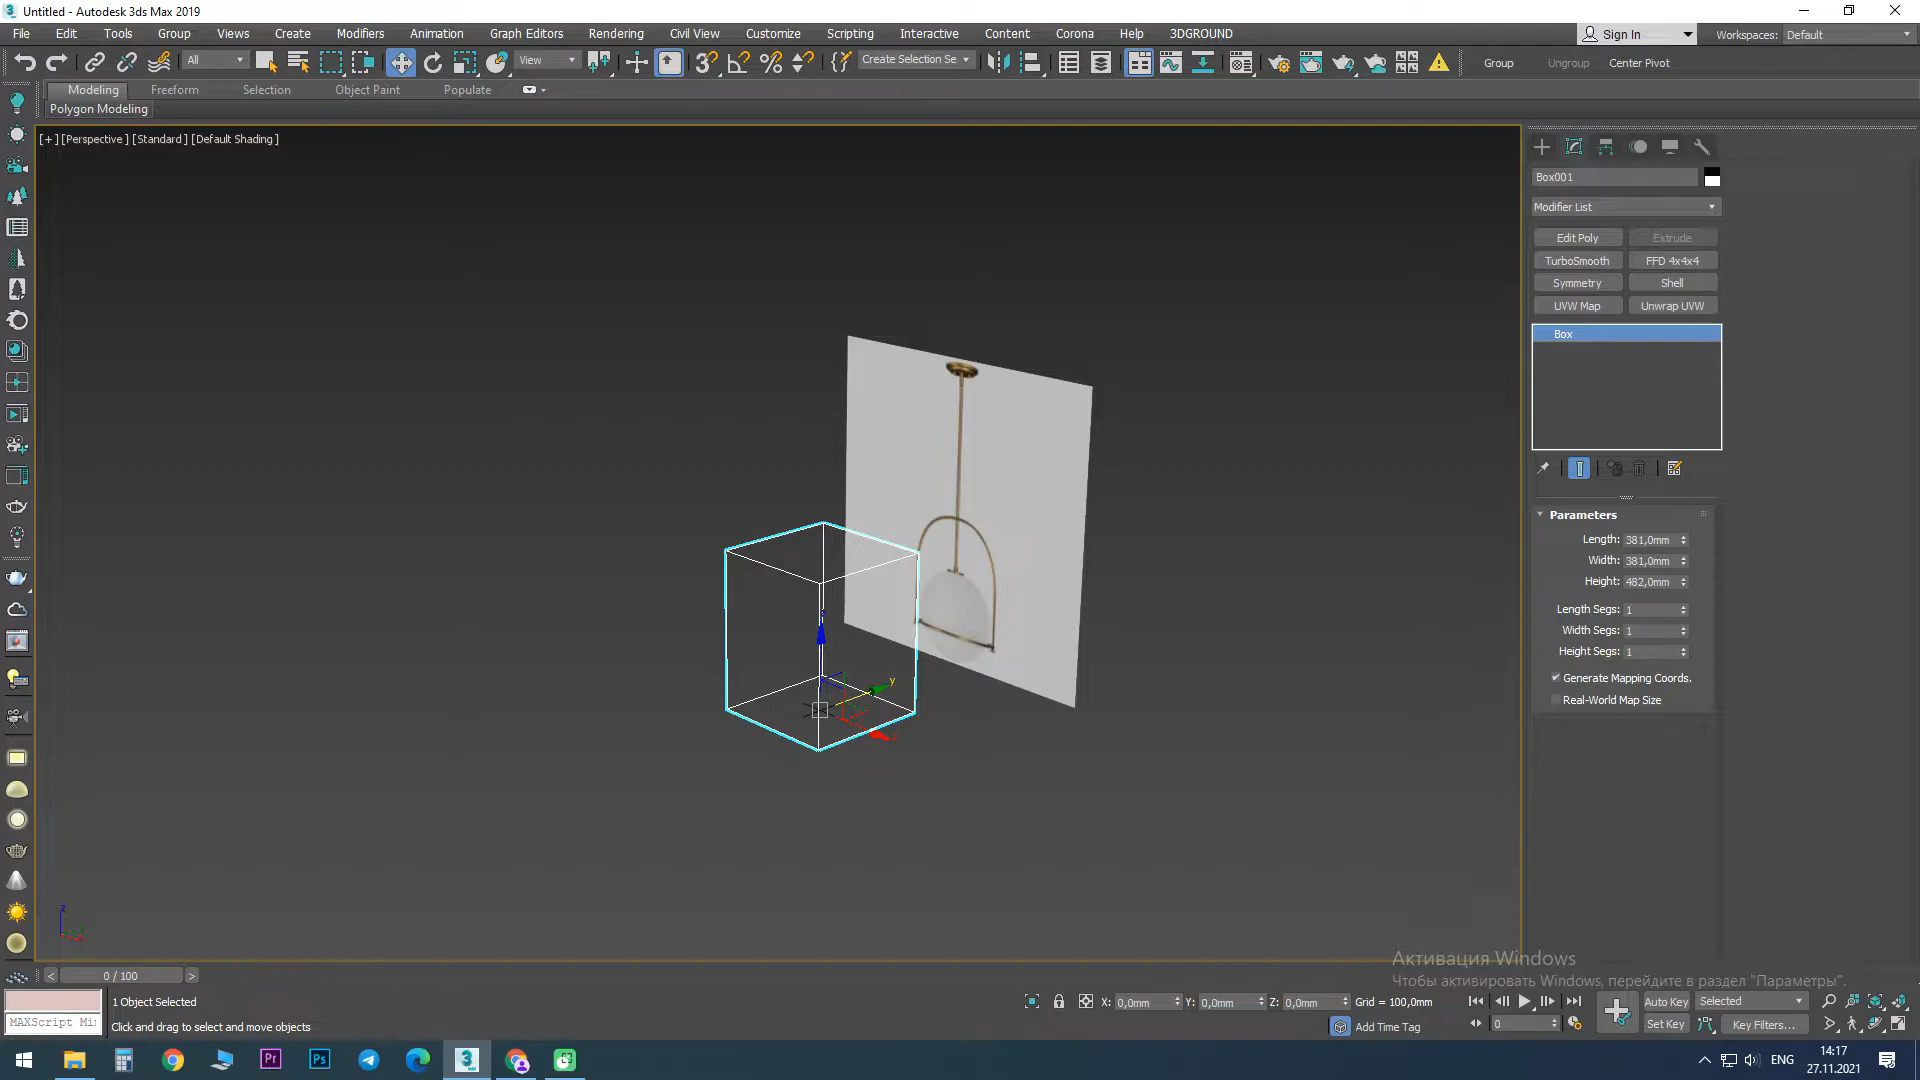 Untitled - Autodesk 3ds Max 2019
File Edit Tools Group Views Create Modifiers Animation Graph Editors Rendering Civil View Customize Scripting Interactive Content Corona Help 3DGROUND Sign In Workspaces: Default
All View Create Selection Se Group Ungroup Center Pivot
Modeling Freeform Selection Object Paint Populate
Polygon Modeling
[+] [Perspective ] [Standard ] [Default Shading ]
Box001
Modifier List
Edit Poly Extrude
TurboSmooth FFD 4x4x4
Symmetry Shell
UVW Map Unwrap UVW
Box
Parameters
Length: 381,0mm
Width: 381,0mm
Height: 482,0mm
Length Segs: 1
Width Segs: 1
Height Segs: 1
Generate Mapping Coords.
Real-World Map Size
y
z
Активация Windows
Чтобы активировать Windows, перейдите в раздел "Параметры".
< 0 / 100 >
1 Object Selected X: 0,0mm Y: 0,0mm Z: 0,0mm Grid = 100,0mm Auto Key Selected
MAXScript Mi Click and drag to select and move objects Add Time Tag 0 Set Key Key Filters...
Pr Ps 3 ENG 14:17
27.11.2021